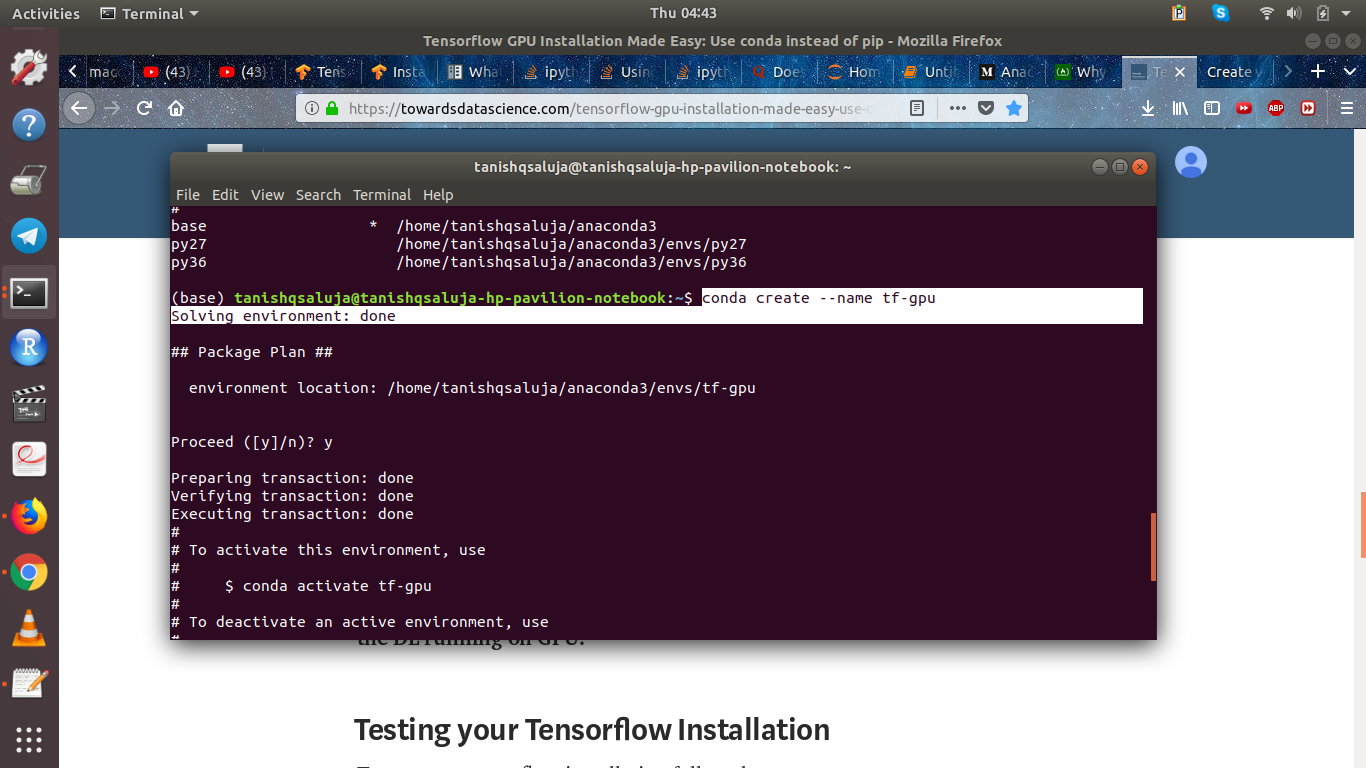 Activities Terminal Thu 04:43
Tensorflow GPU Installation Made Easy: Use conda instead of pip - Mozilla Firefox
(43) (43) Tens Insta Wha ipyth Using ipyth Does Hom Untit Anac Why Te Create
https://towardsdatascience.com/tensorflow-gpu-installation-made-easy-use- ABP
tanishqsaluja@tanishqsaluja-hp-pavilion-notebook: ~
File Edit View Search Terminal Help
#
base * /home/tanishqsaluja/anaconda3
py27 /home/tanishqsaluja/anaconda3/envs/py27
py36 /home/tanishqsaluja/anaconda3/envs/py36
(base) tanishqsaluja@tanishqsaluja-hp-pavilion-notebook:~$ conda create --name tf-gpu
Solving environment: done
## Package Plan ##
environment location: /home/tanishqsaluja/anaconda3/envs/tf-gpu
Proceed ([y]/n)? y
Preparing transaction: done
Verifying transaction: done
Executing transaction: done
#
# To activate this environment, use
#
# $ conda activate tf-gpu
#
# To deactivate an active environment, use
#
Testing your Tensorflow Installation